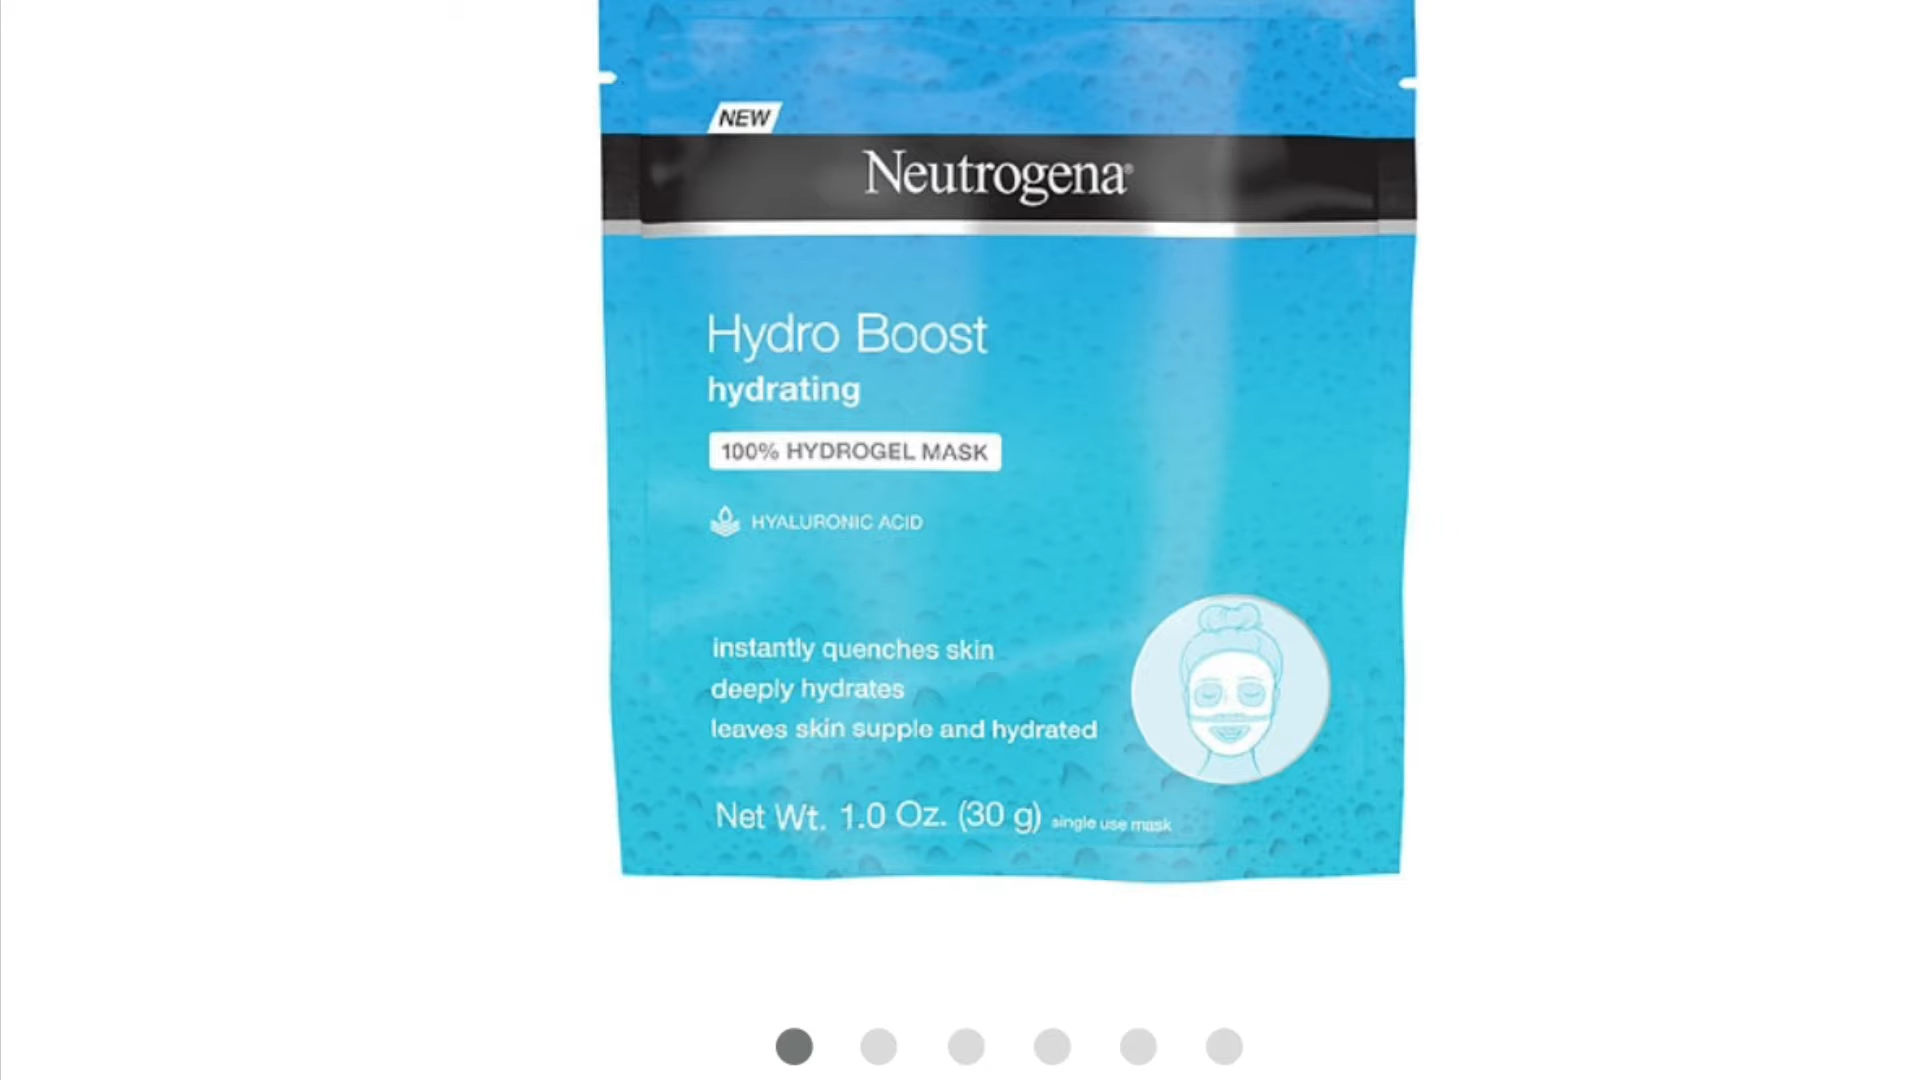 NEW
Neutrogena®
Hydro Boost
hydrating
100% HYDROGEL MASK
HYALURONIC ACID
instantly quenches skin
deeply hydrates
leaves skin supple and hydrated
Net Wt. 1.0 Oz. (30 g) single use mask